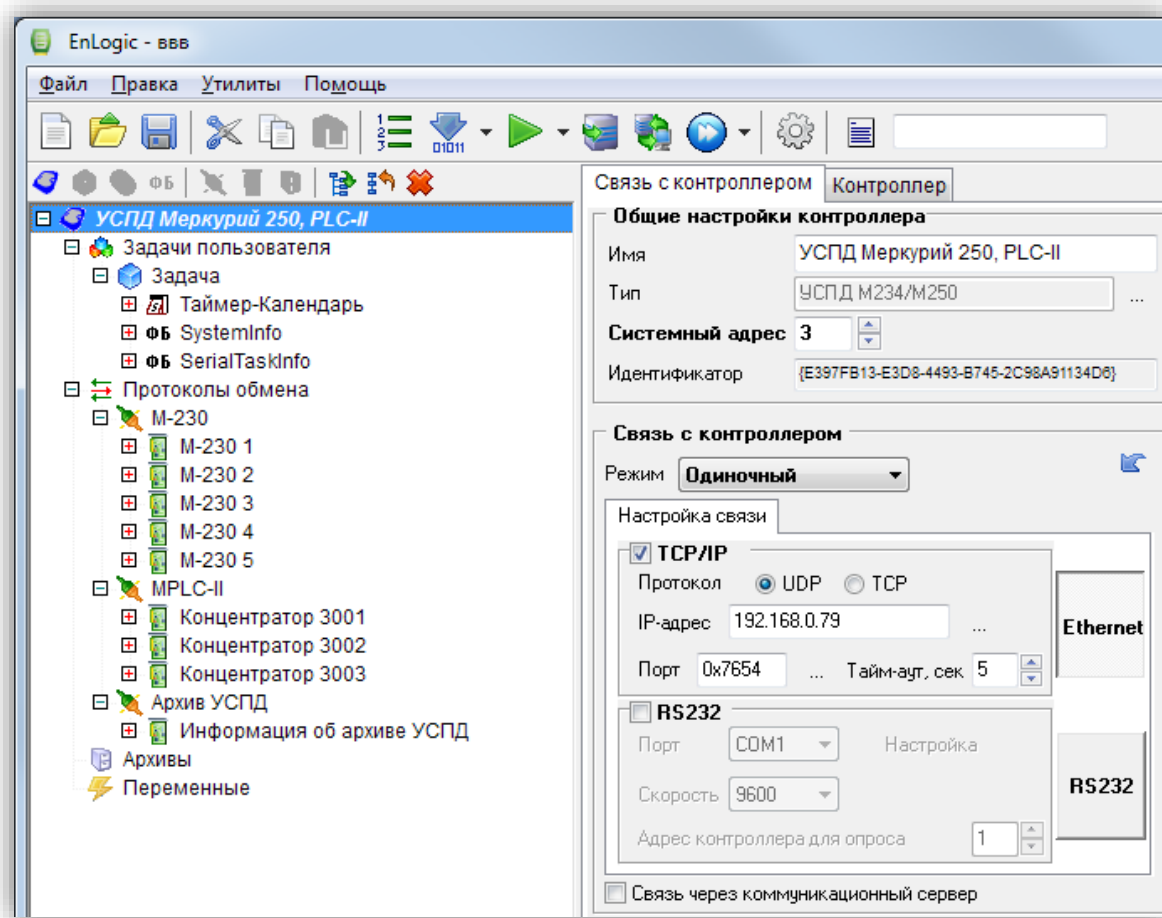 EnLogic - ввв
Файл Правка Утилиты Помощь
1
2
3
01011
ФБ
УСПД Меркурий 250, PLC-II
Задачи пользователя
Задача
Таймер-Календарь
ФБ SystemInfo
ФБ SerialTaskInfo
Протоколы обмена
М-230
М-230 1
М-230 2
М-230 3
М-230 4
М-230 5
MPLC-II
Концентратор 3001
Концентратор 3002
Концентратор 3003
Архив УСПД
Информация об архиве УСПД
Архивы
Переменные
Связь с контроллером Контроллер
Общие настройки контроллера
Имя УСПД Меркурий 250, PLC-II
Тип УСПД М234/М250 ...
Системный адрес 3
Идентификатор {E397FB13-E3D8-4493-B745-2C98A91134D6}
Связь с контроллером
Режим Одиночный
Настройка связи
TCP/IP
Протокол UDP TCP
IP-адрес 192.168.0.79 ...
Порт 0x7654 ... Тайм-аут, сек 5
Ethernet
RS232
Порт COM1 Настройка
Скорость 9600
Адрес контроллера для опроса 1
RS232
Связь через коммуникационный сервер